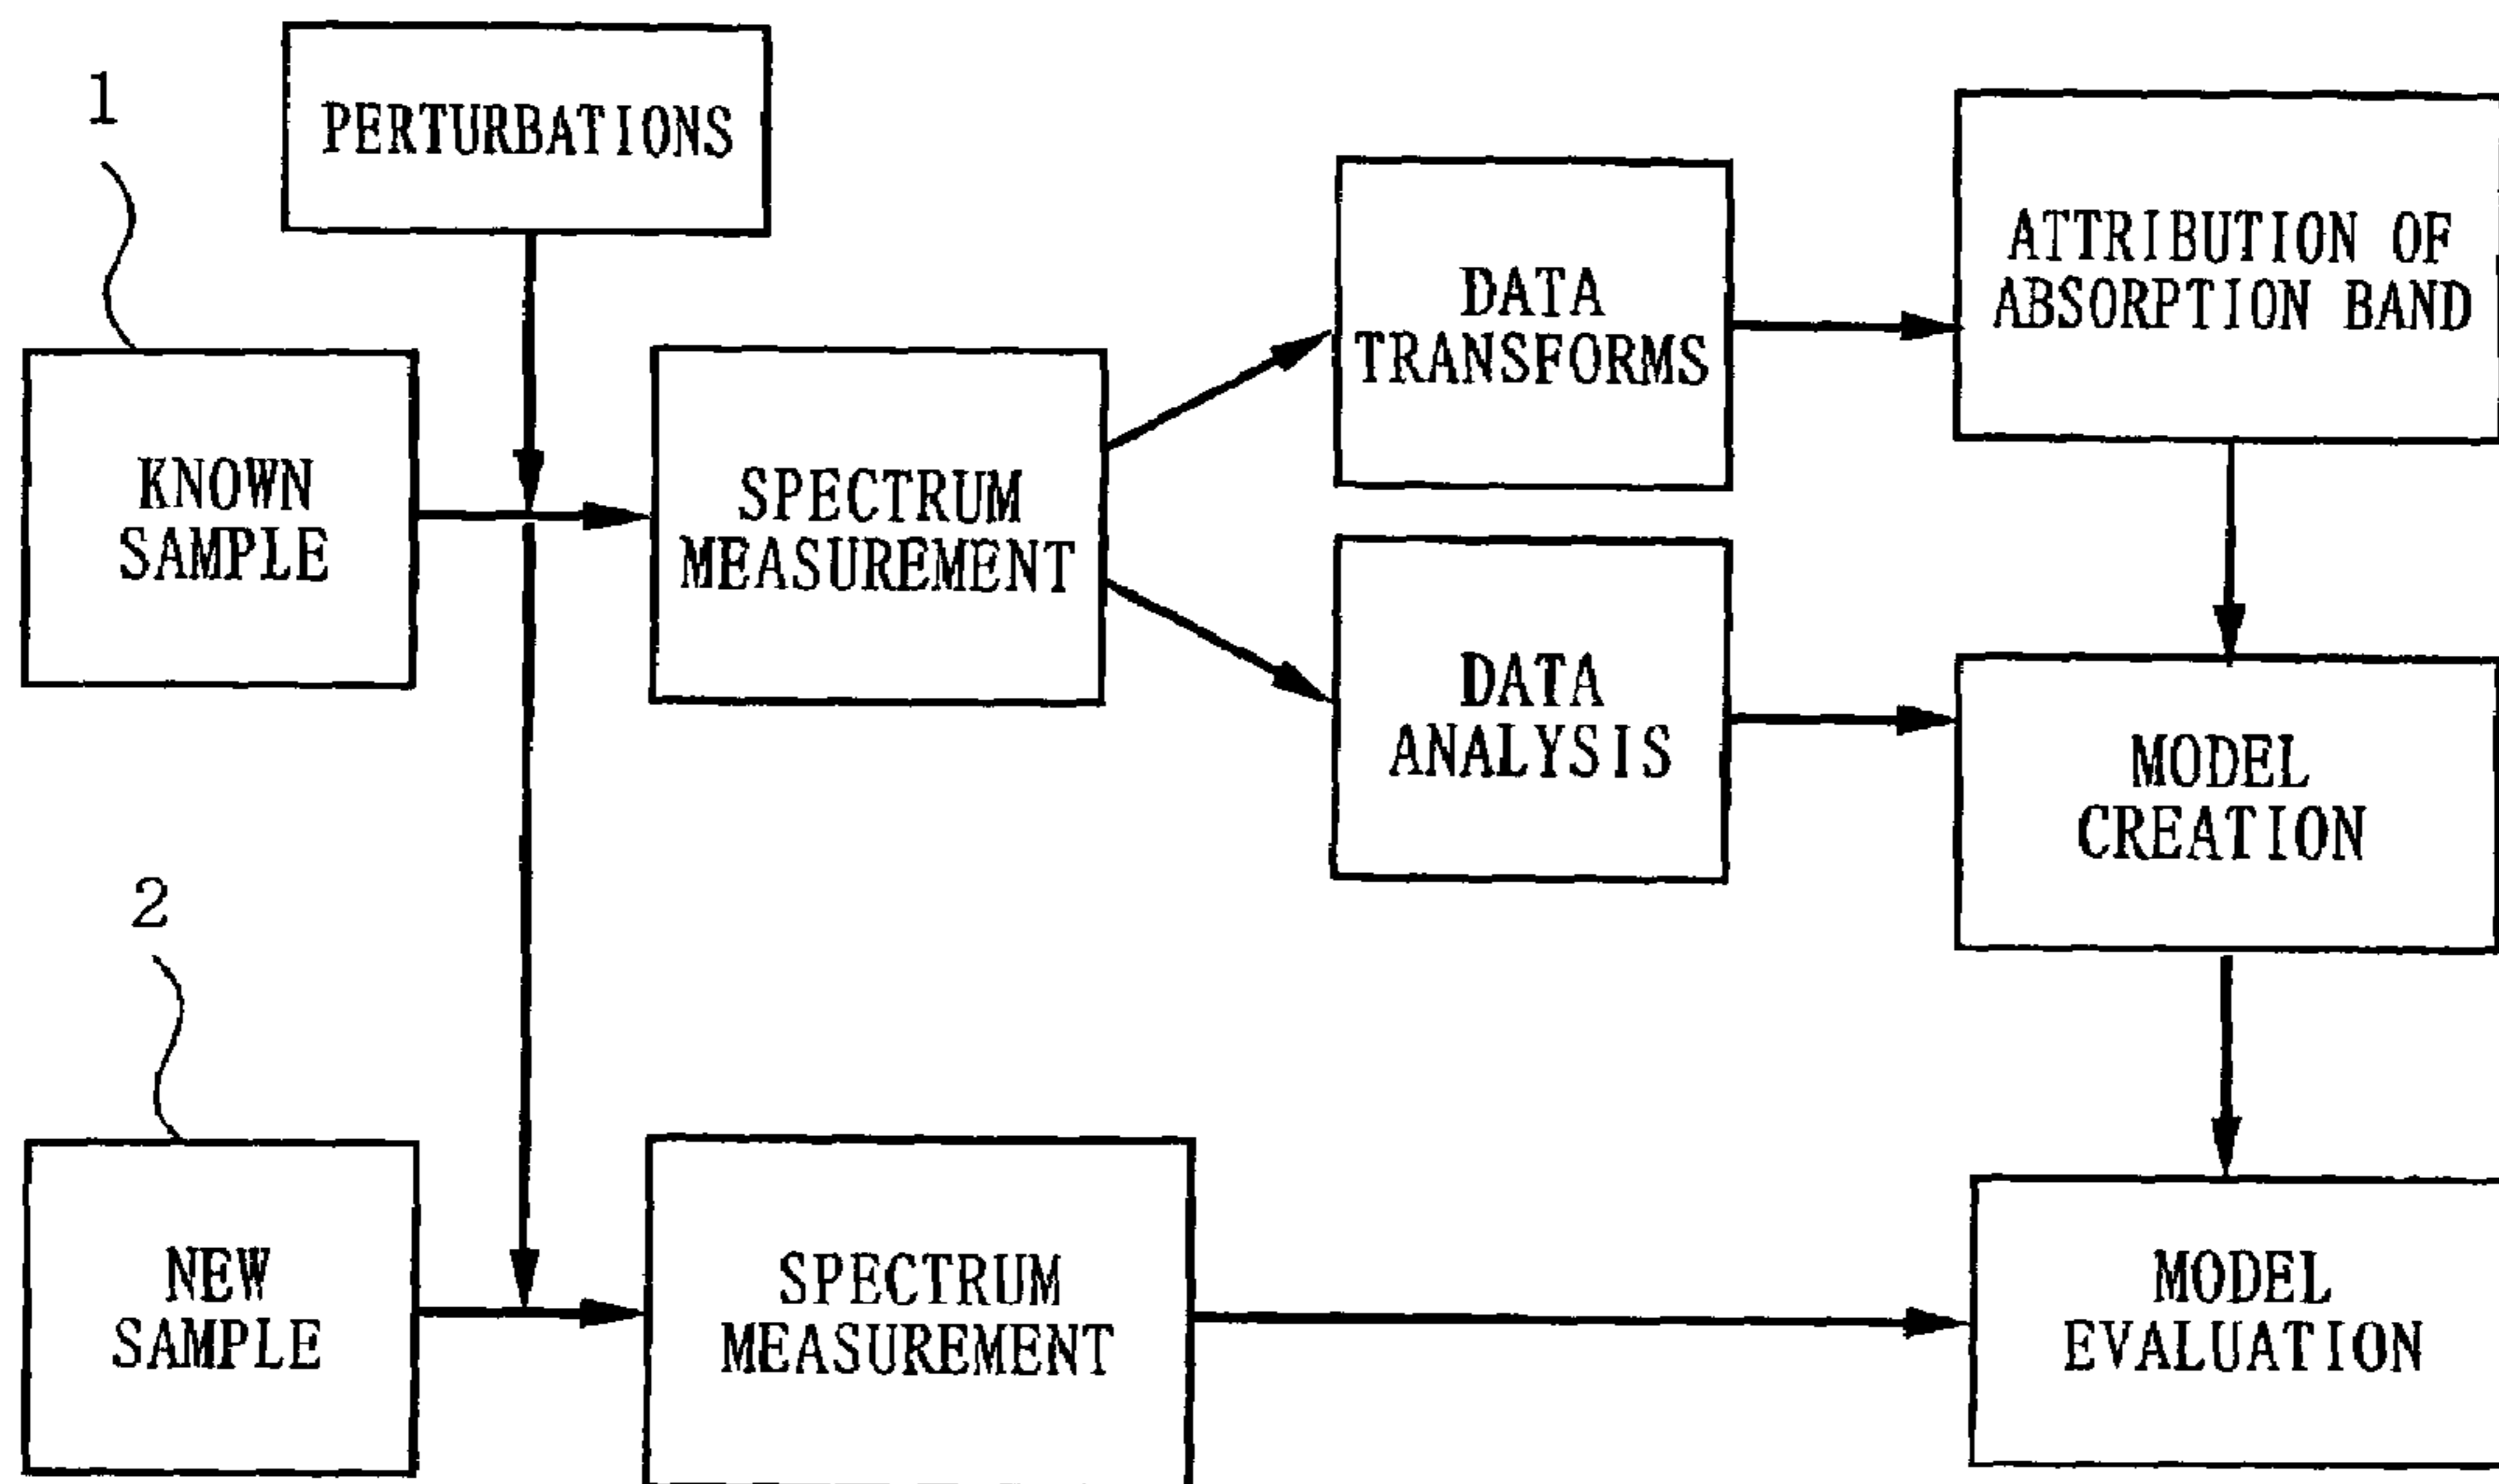 1
PERTURBATIONS
KNOWN
SAMPLE
SPECTRUM
MEASUREMENT
DATA
TRANSFORMS
ATTRIBUTION OF
ABSORPTION BAND
DATA
ANALYSIS
MODEL
CREATION
2
NEW
SAMPLE
SPECTRUM
MEASUREMENT
MODEL
EVALUATION